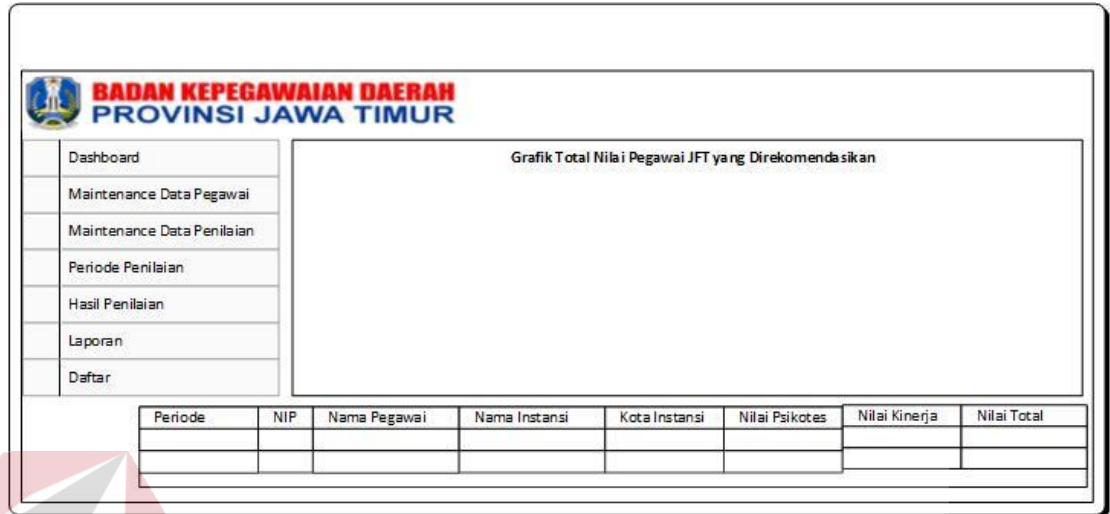 BADAN KEPEGAWAIAN DAERAH
PROVINSI JAWA TIMUR
Dashboard
Maintenance Data Pegawai
Maintenance Data Penilaian
Periode Penilaian
Hasil Penilaian
Laporan
Daftar
Grafik Total Nilai Pegawai JFT yang Direkomendasikan
Periode NIP Nama Pegawai Nama Instansi Kota Instansi Nilai Psikotes Nilai Kinerja Nilai Total